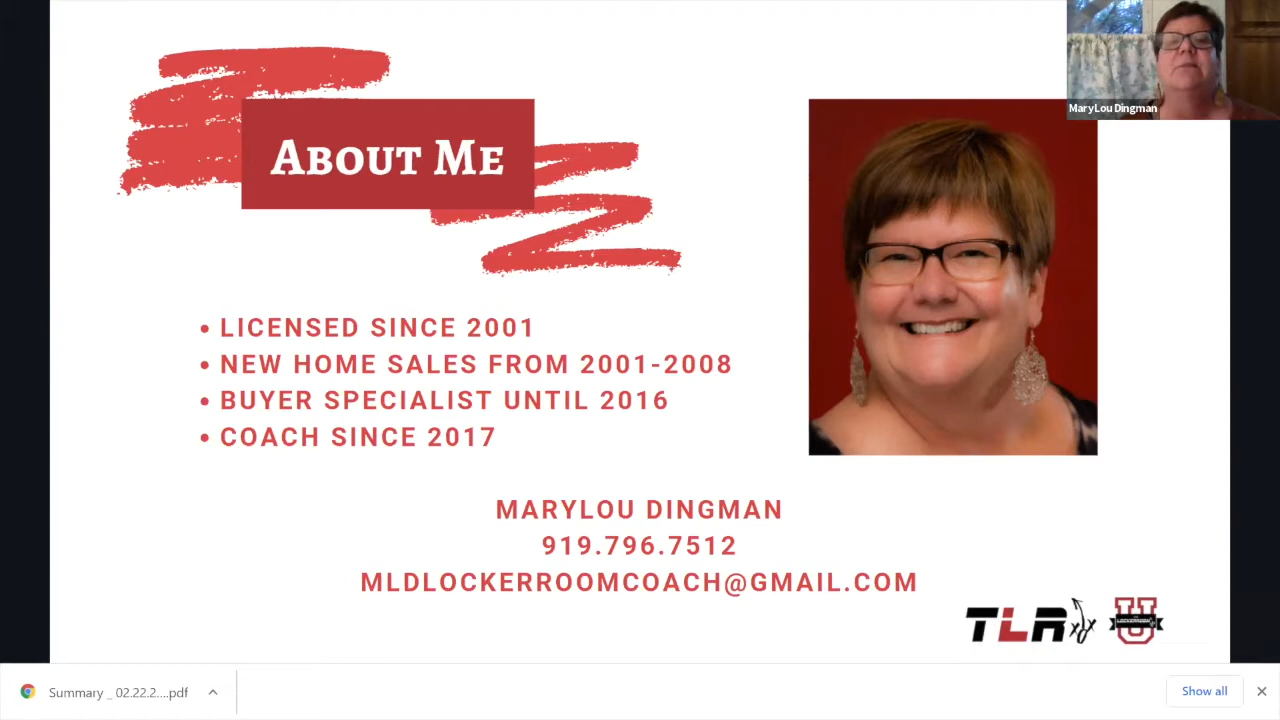 About Me
MaryLou Dingman
• LICENSED SINCE 2001
• NEW HOME SALES FROM 2001-2008
• BUYER SPECIALIST UNTIL 2016
• COACH SINCE 2017
MARYLOU DINGMAN
919.796.7512
MLDLOCKERROOMCOACH@GMAIL.COM
TLR
U
Summary _ 02.22.2....pdf
Show all